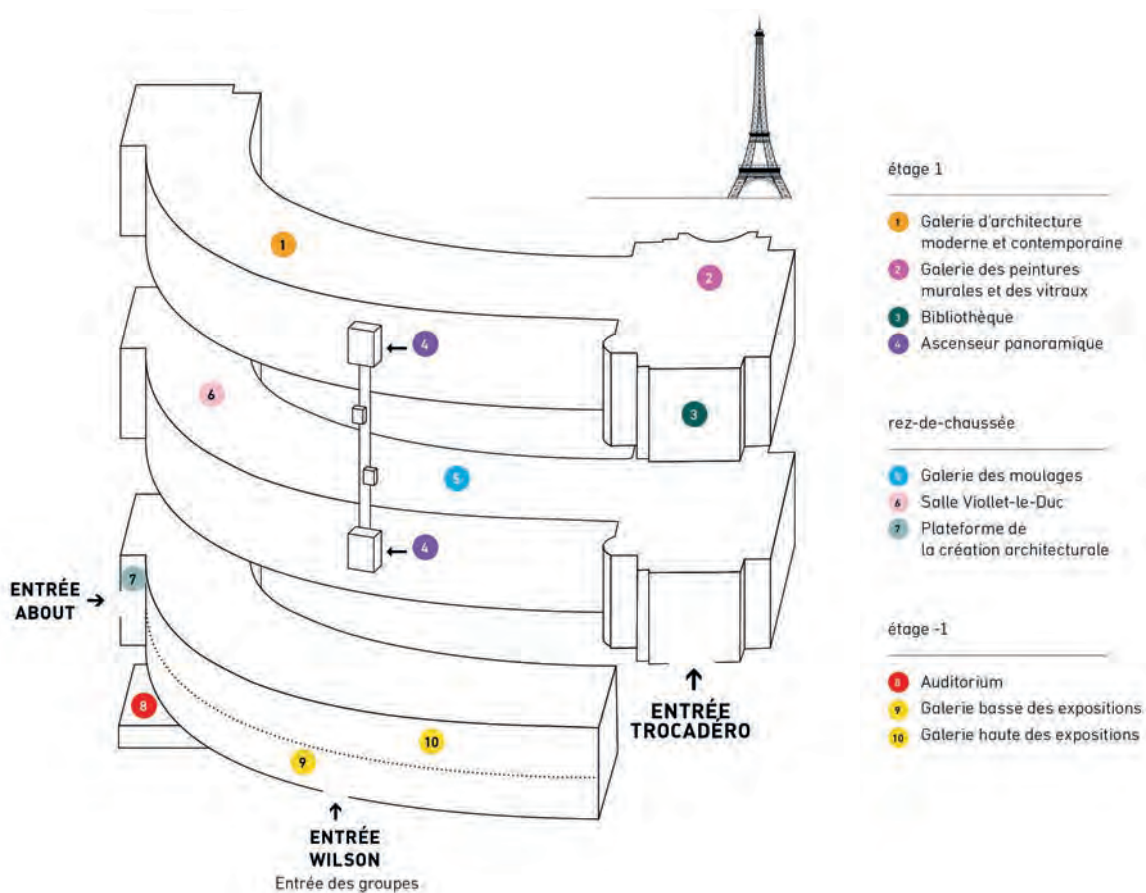 étage 1
1 Galerie d'architecture
moderne et contemporaine
2 Galerie des peintures
murales et des vitraux
3 Bibliothèque
4 Ascenseur panoramique
rez-de-chaussée
5 Galerie des moulages
6 Salle Viollet-le-Duc
7 Plateforme de
la création architecturale
étage -1
8 Auditorium
9 Galerie basse des expositions
10 Galerie haute des expositions
1
2
4
3
6
5
4
7
ENTRÉE
ABOUT
8
10
9
ENTRÉE
TROCADÉRO
ENTRÉE
WILSON
Entrée des groupes